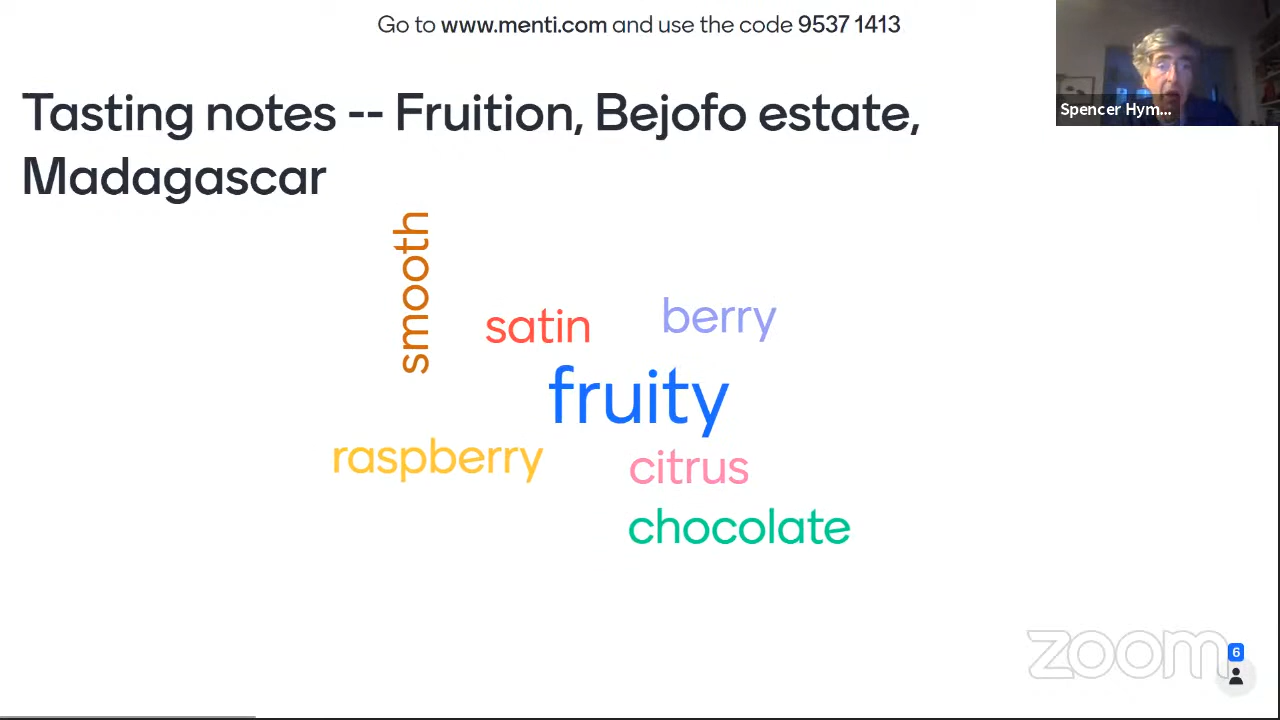 Go to www.menti.com and use the code 9537 1413
Spencer Hym...
Tasting notes -- Fruition, Bejofo estate,
Madagascar
smooth
satin
berry
fruity
raspberry
citrus
chocolate
zoom
6